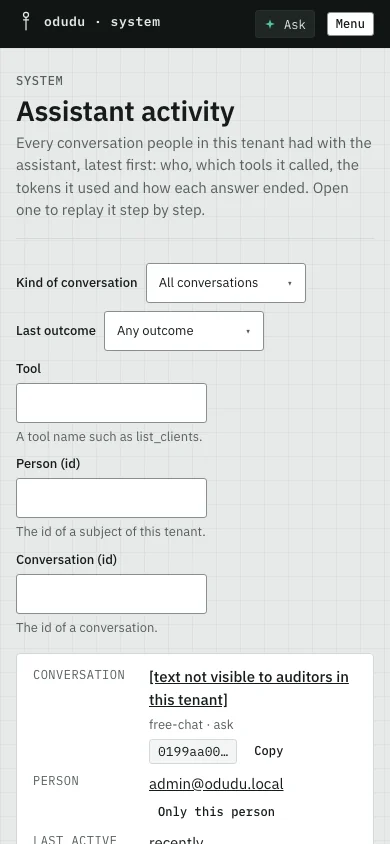 odudu · system
Ask
Menu
SYSTEM
Assistant activity
Every conversation people in this tenant had with the
assistant, latest first: who, which tools it called, the
tokens it used and how each answer ended. Open
one to replay it step by step.
Kind of conversation
All conversations
Last outcome
Any outcome
Tool
A tool name such as list_clients.
Person (id)
The id of a subject of this tenant.
Conversation (id)
The id of a conversation.
CONVERSATION
[text not visible to auditors in
this tenant]
free-chat · ask
0199aa00…
Copy
PERSON
admin@odudu.local
Only this person
LAST ACTIVE
recently